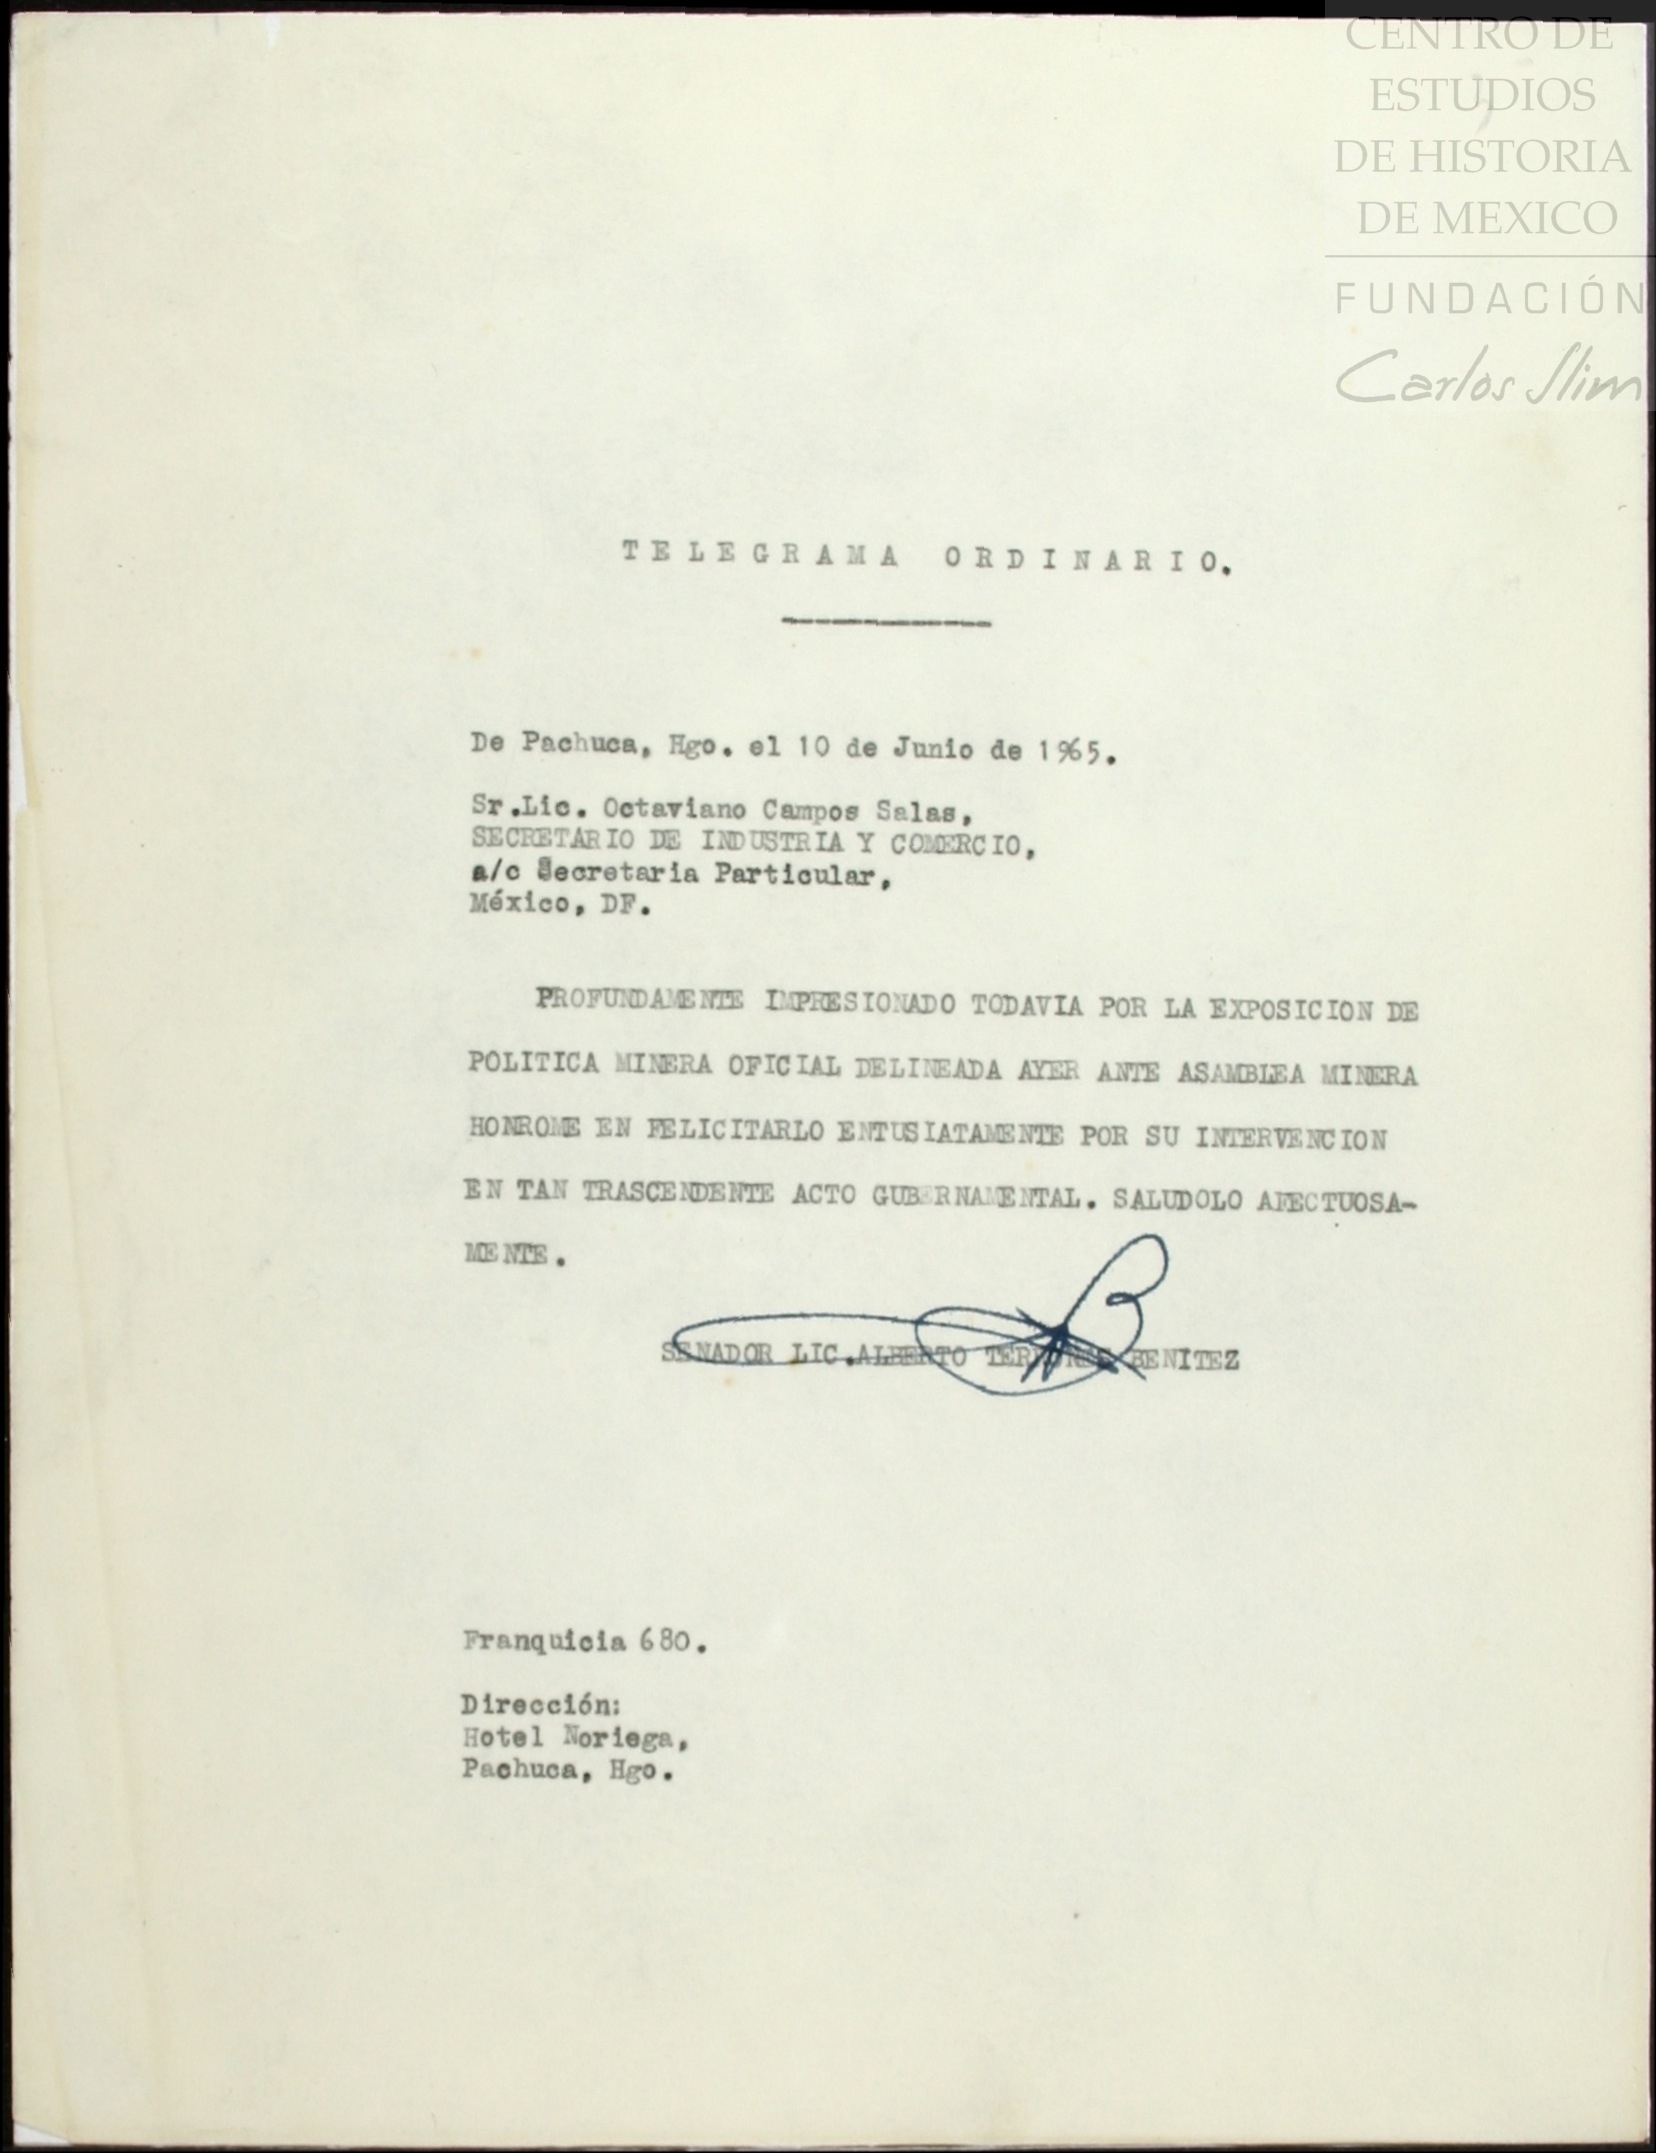 CENTRO DE
ESTUDIOS
DE HISTORIA
DE MEXICO
FUNDACIÓN
Carlos Slim
TELEGRAMA ORDINARIO.
De Pachuca, Hgo. el 10 de Junio de 1965.
Sr.Lic. Octaviano Campos Salas,
SECRETARIO DE INDUSTRIA Y COMERCIO,
a/c Secretaria Particular,
México, DF.
PROFUNDAMENTE IMPRESIONADO TODAVIA POR LA EXPOSICION DE
POLITICA MINERA OFICIAL DELINEADA AYER ANTE ASAMBLEA MINERA
HONROME EN FELICITARLO ENTUSIATAMENTE POR SU INTERVENCION
EN TAN TRASCENDENTE ACTO GUBERNAMENTAL. SALUDOLO AFECTUOSA-
MENTE.
SENADOR LIC.ALBERTO TERRONES BENITEZ
Franquicia 680.
Dirección:
Hotel Noriega,
Pachuca, Hgo.